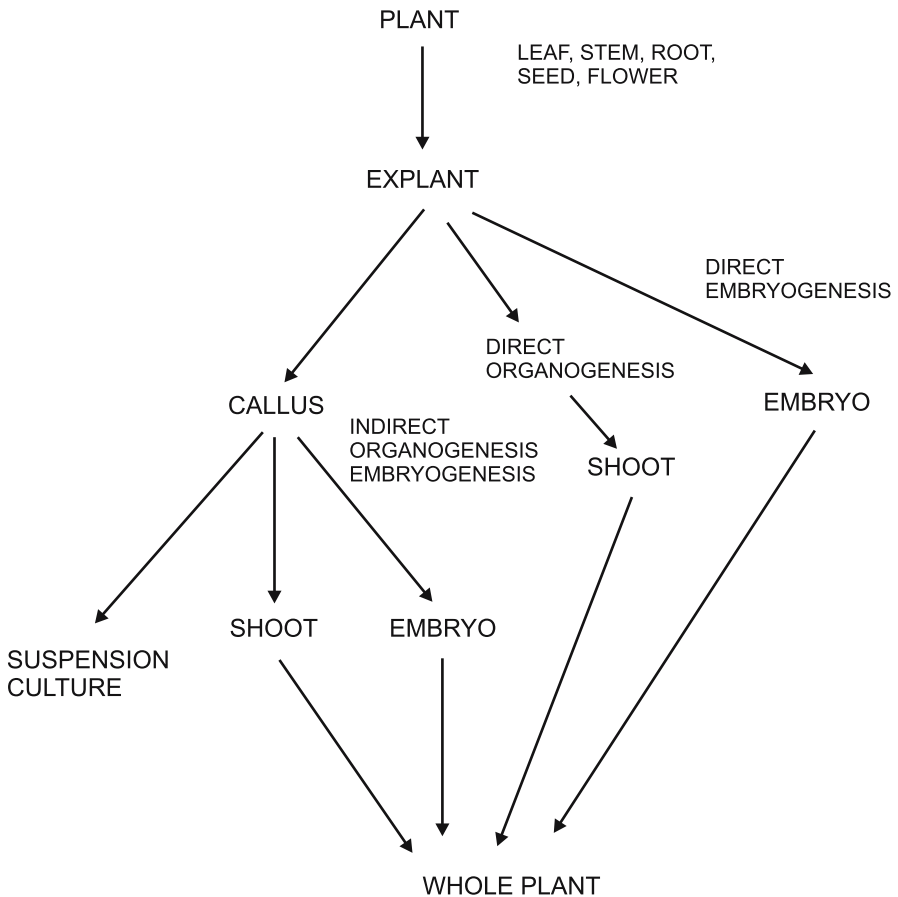 PLANT
LEAF, STEM, ROOT,
SEED, FLOWER
EXPLANT
DIRECT
EMBRYOGENESIS
DIRECT
ORGANOGENESIS
EMBRYO
CALLUS
INDIRECT
ORGANOGENESIS
EMBRYOGENESIS
SHOOT
SHOOT
EMBRYO
SUSPENSION
CULTURE
WHOLE PLANT